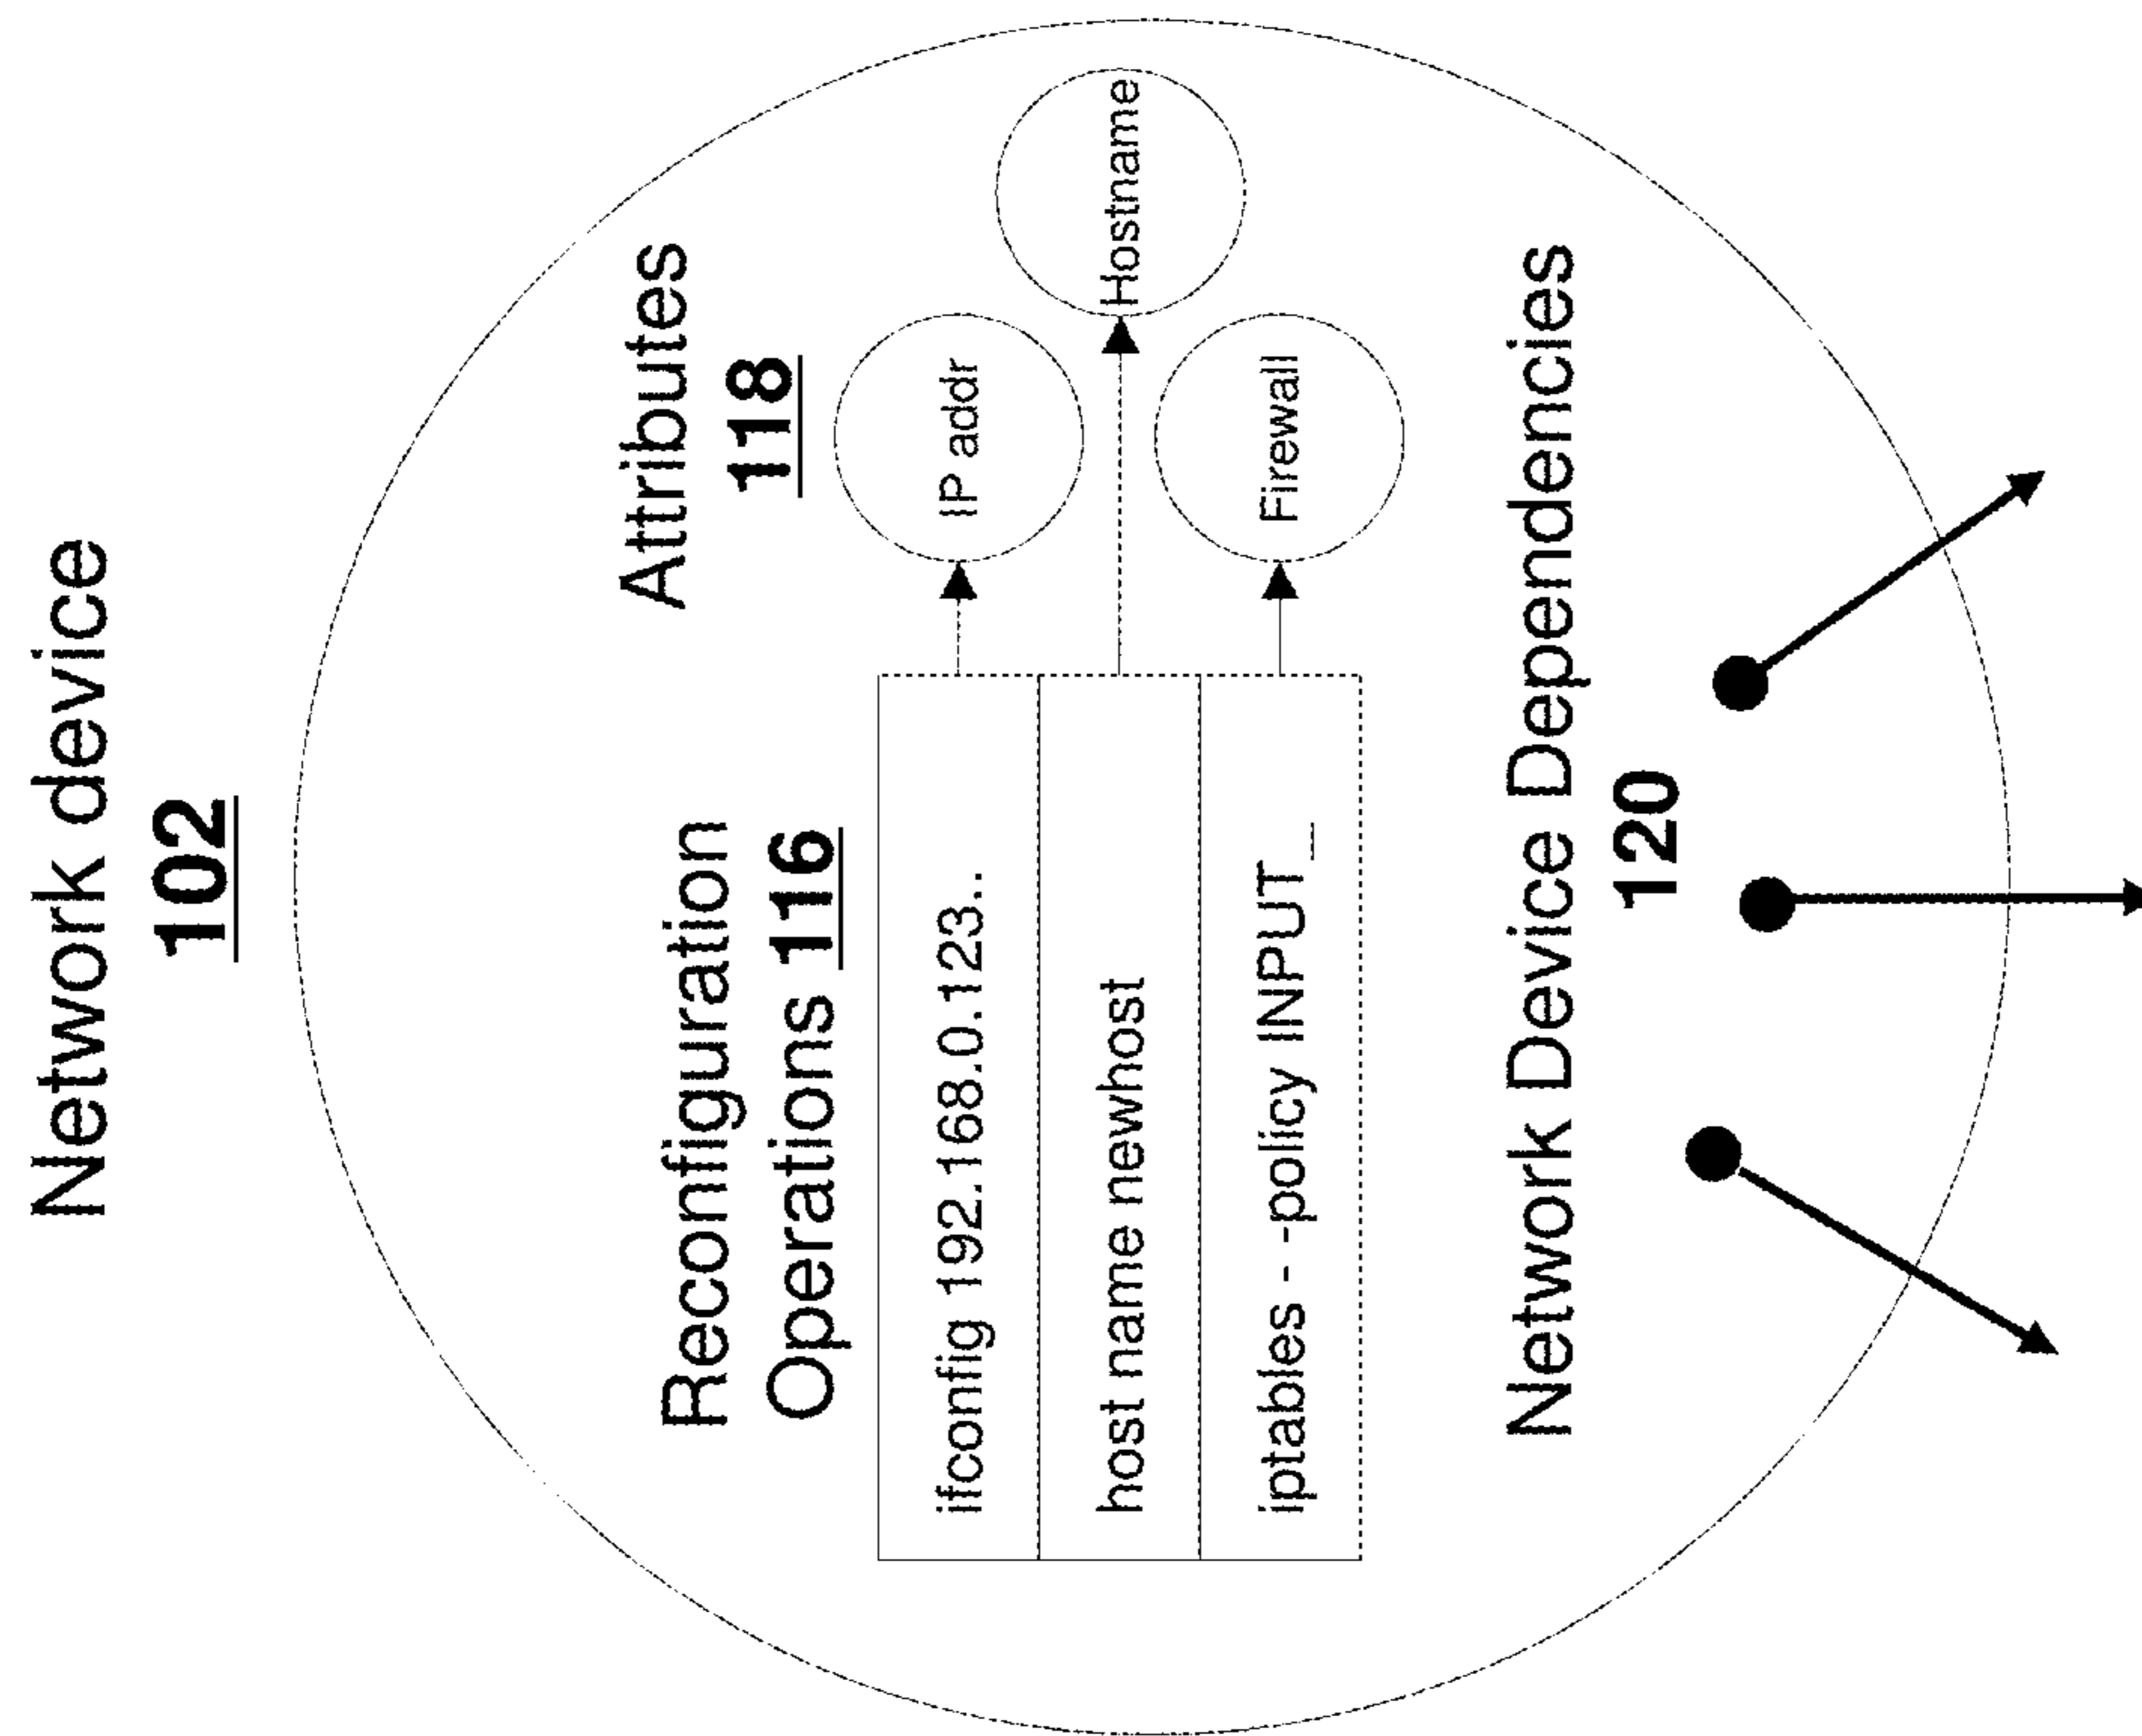 Network device
102
Reconfiguration
Operations 116
Attributes
118
ifconfig 192.168.0.123..
host name newhost
iptables - -policy INPUT_
IP addr
Hostname
Firewall
Network Device Dependencies
120